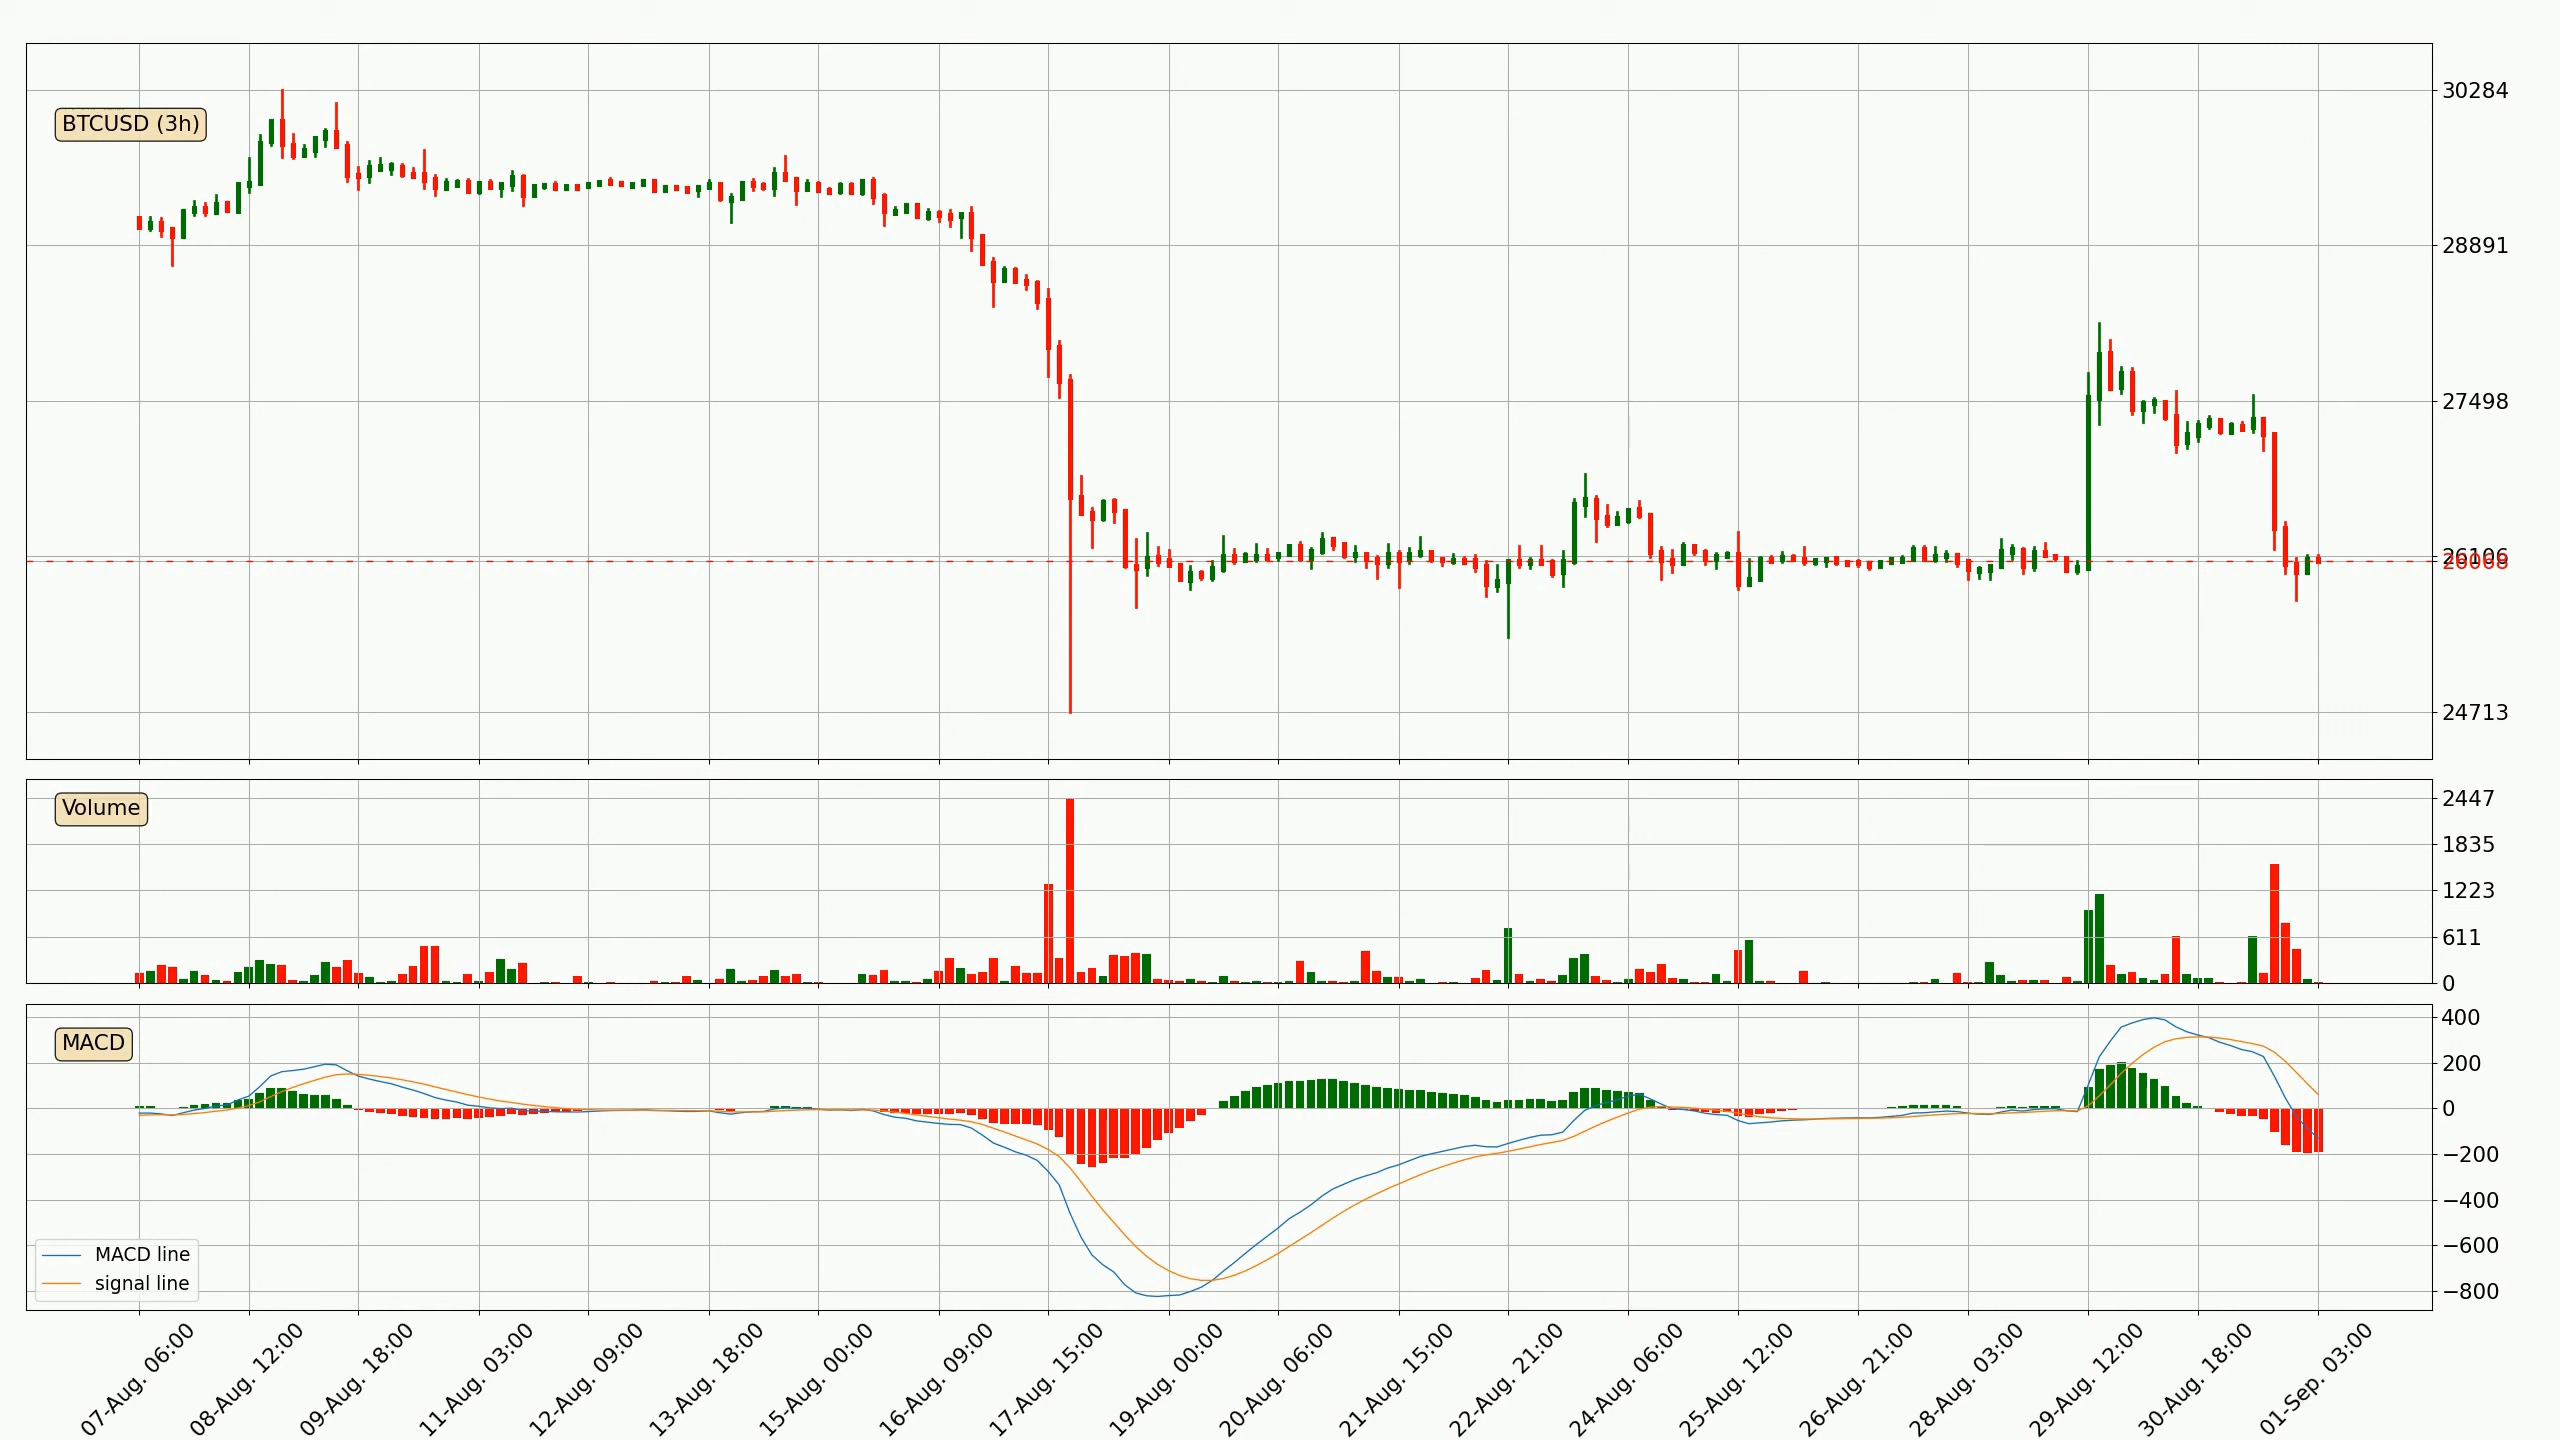 BTCUSD (3h)
30284
28891
27498
26106
26068
24713
Volume
2447
1835
1223
611
0
MACD
400
200
0
−200
−400
−600
−800
MACD line
signal line
07-Aug. 06:00
08-Aug. 12:00
09-Aug. 18:00
11-Aug. 03:00
12-Aug. 09:00
13-Aug. 18:00
15-Aug. 00:00
16-Aug. 09:00
17-Aug. 15:00
19-Aug. 00:00
20-Aug. 06:00
21-Aug. 15:00
22-Aug. 21:00
24-Aug. 06:00
25-Aug. 12:00
26-Aug. 21:00
28-Aug. 03:00
29-Aug. 12:00
30-Aug. 18:00
01-Sep. 03:00